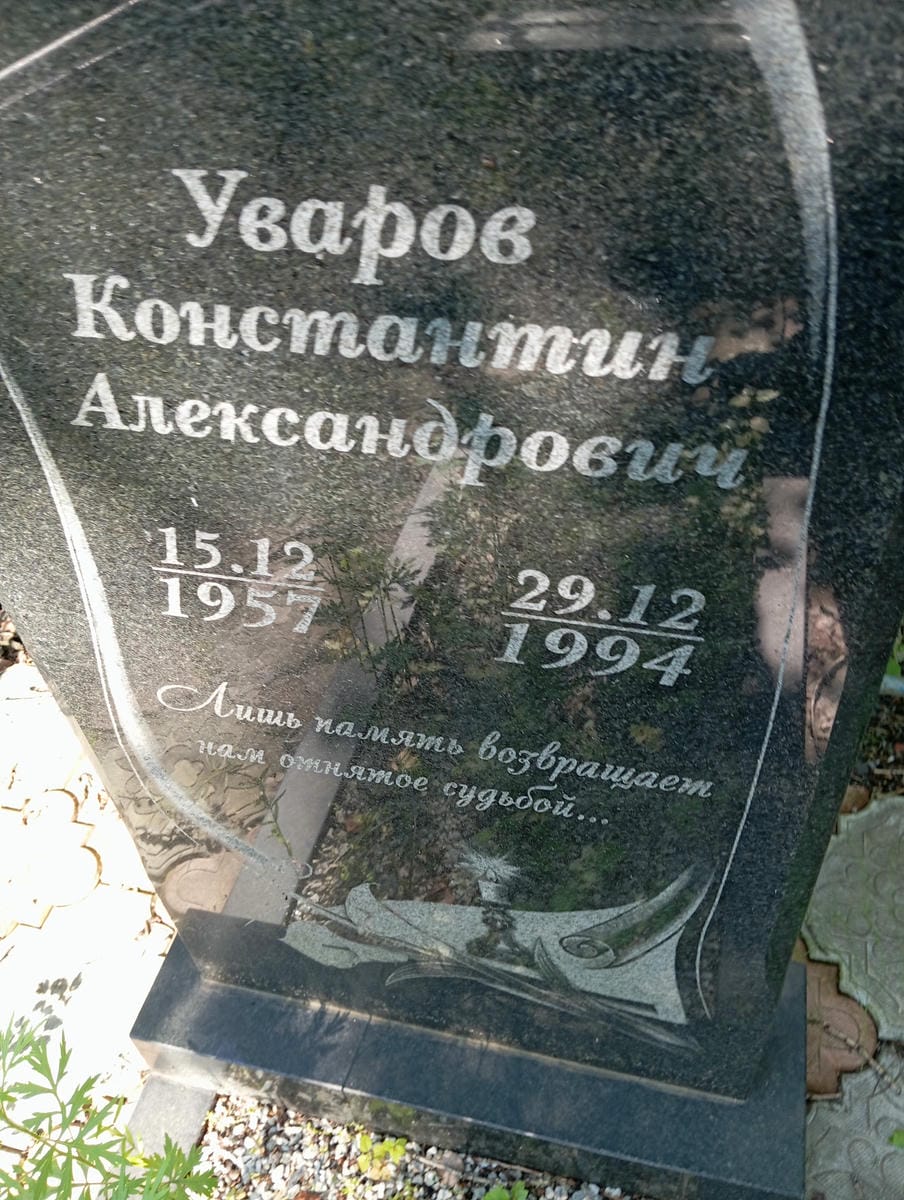 Уваров
Константин
Александрович
15.12
1957
29.12
1994
Лишь память возвращает
нам отнятое судьбой...